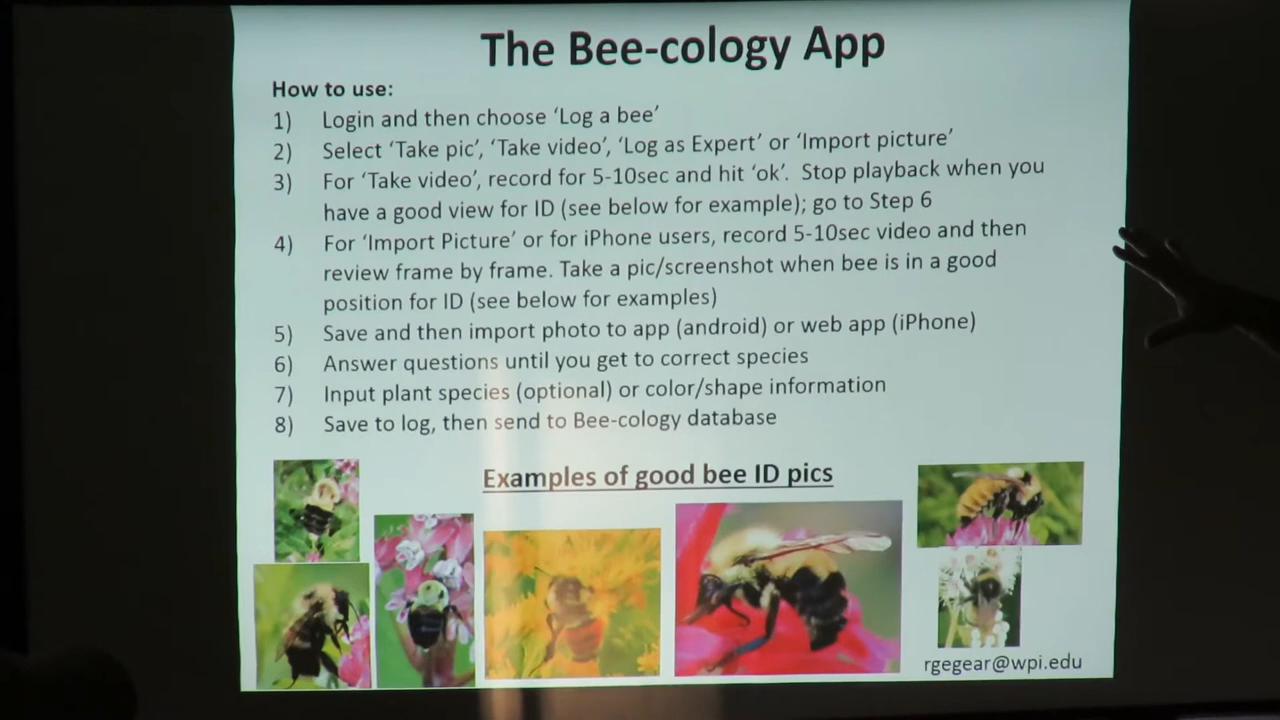 The Bee-cology App
How to use:
1) Login and then choose ‘Log a bee’
2) Select ‘Take pic’, ‘Take video’, ‘Log as Expert’ or ‘Import picture’
3) For ‘Take video’, record for 5-10sec and hit ‘ok’. Stop playback when you
have a good view for ID (see below for example); go to Step 6
4) For ‘Import Picture’ or for iPhone users, record 5-10sec video and then
review frame by frame. Take a pic/screenshot when bee is in a good
position for ID (see below for examples)
5) Save and then import photo to app (android) or web app (iPhone)
6) Answer questions until you get to correct species
7) Input plant species (optional) or color/shape information
8) Save to log, then send to Bee-cology database
Examples of good bee ID pics
rgegear@wpi.edu